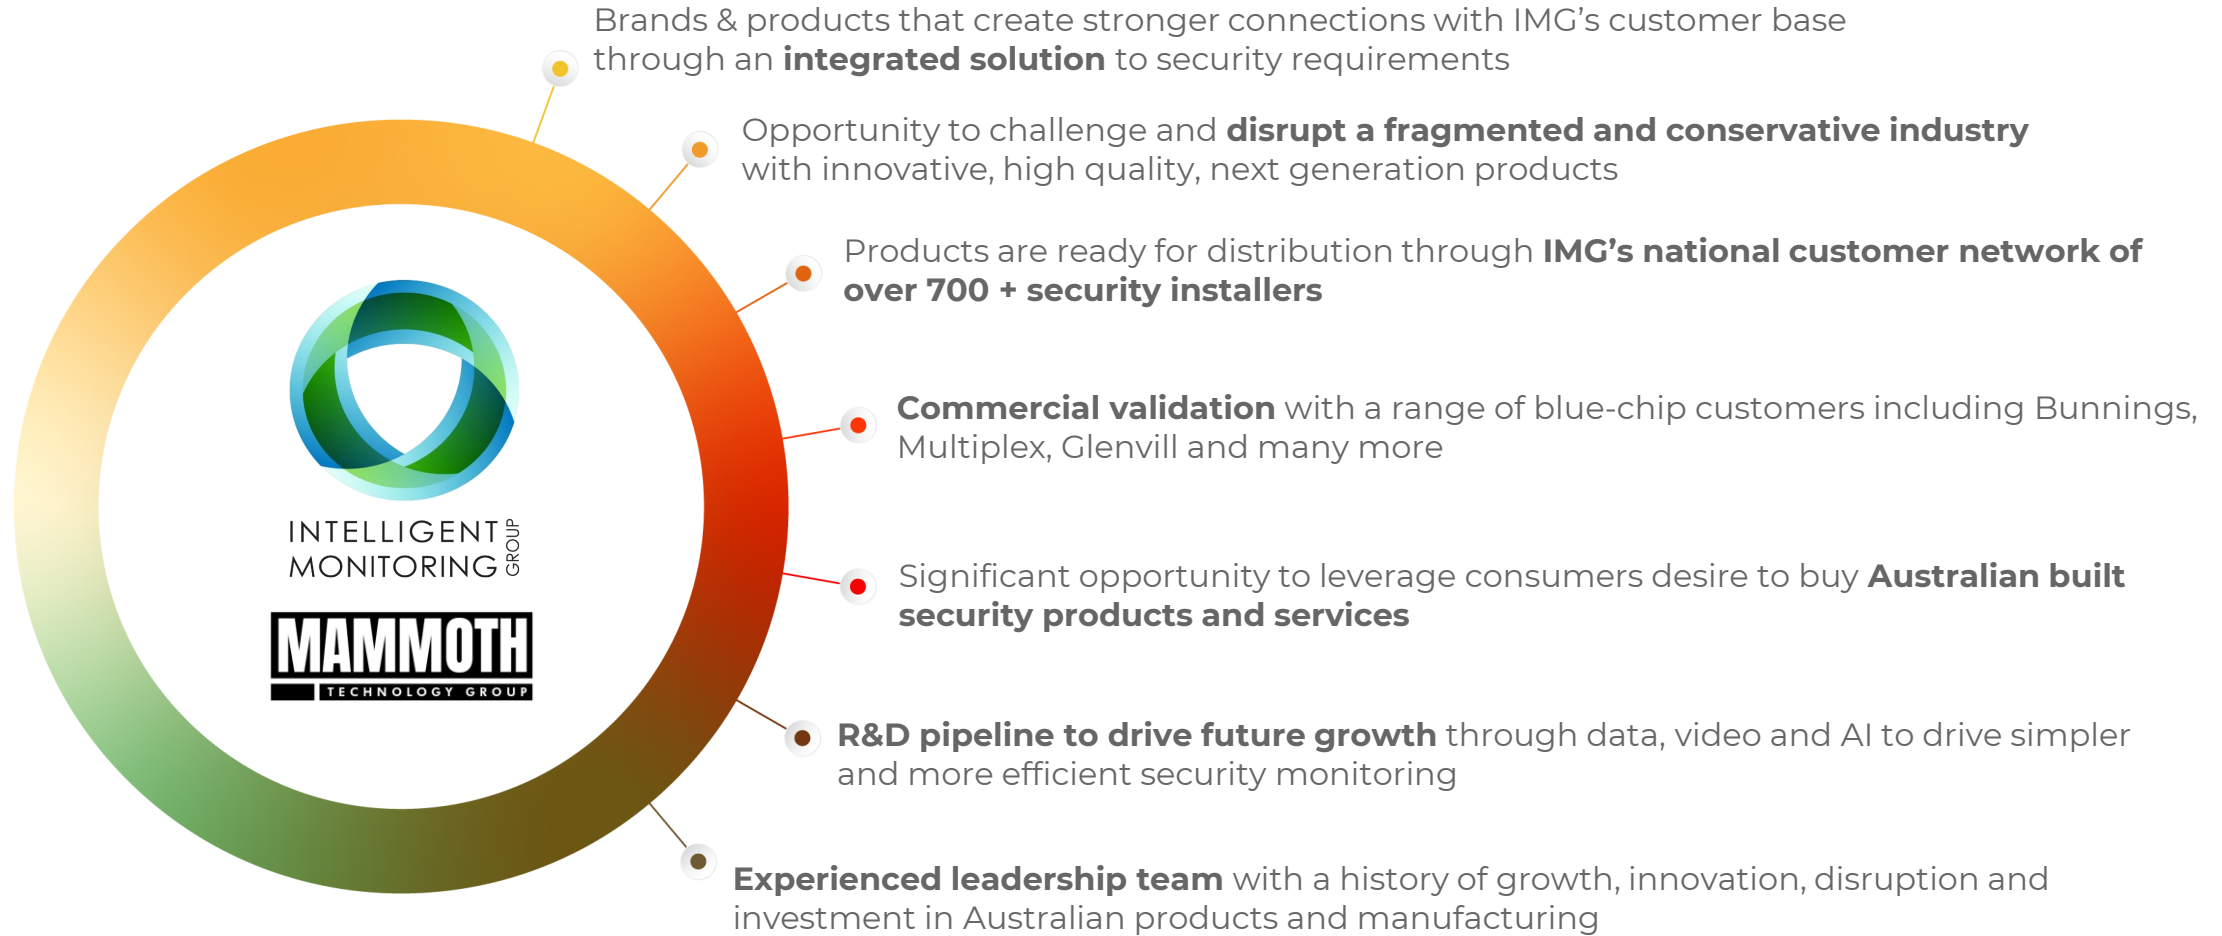 Brands & products that create stronger connections with IMG’s customer base
through an integrated solution to security requirements
Opportunity to challenge and disrupt a fragmented and conservative industry
with innovative, high quality, next generation products
Products are ready for distribution through IMG’s national customer network of
over 700 + security installers
Commercial validation with a range of blue-chip customers including Bunnings,
Multiplex, Glenvill and many more
Significant opportunity to leverage consumers desire to buy Australian built
security products and services
R&D pipeline to drive future growth through data, video and AI to drive simpler
and more efficient security monitoring
Experienced leadership team with a history of growth, innovation, disruption and
investment in Australian products and manufacturing
INTELLIGENT
MONITORING
GROUP
MAMMOTH
TECHNOLOGY GROUP